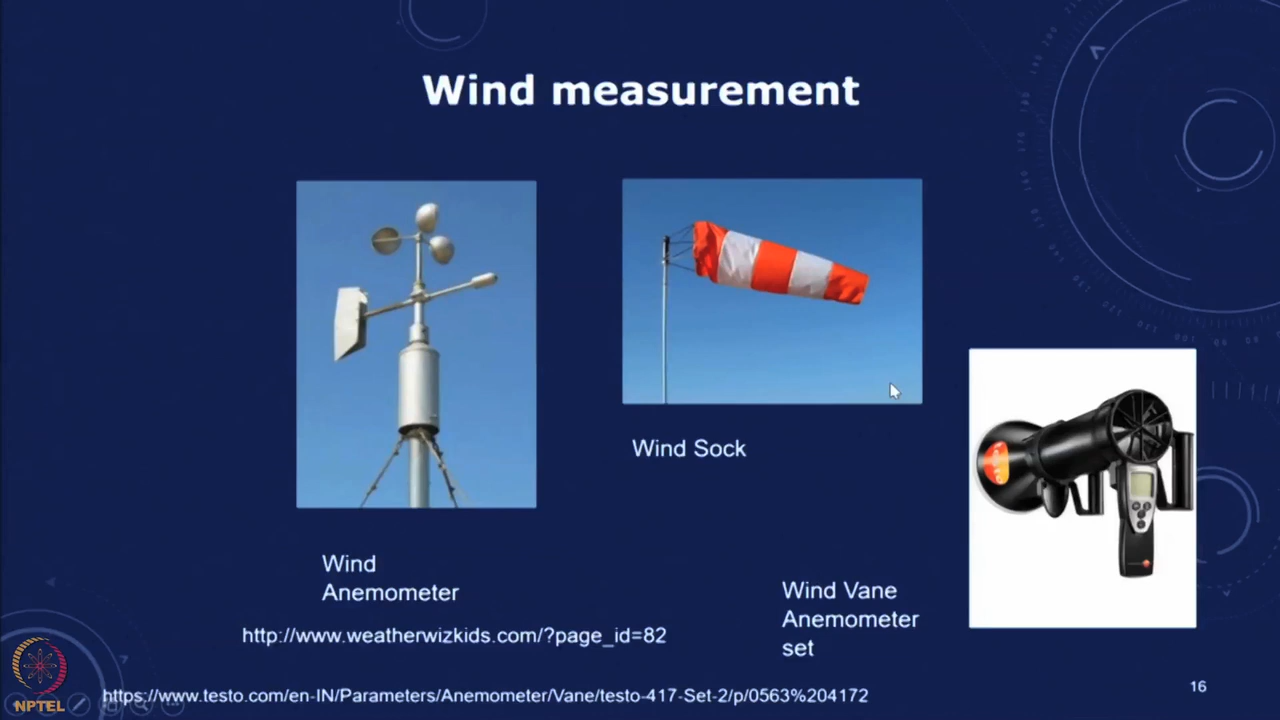 Wind measurement
Wind Sock
Wind
Anemometer
Wind Vane
Anemometer
set
http://www.weatherwizkids.com/?page_id=82
https://www.testo.com/en-IN/Parameters/Anemometer/Vane/testo-417-Set-2/p/0563%204172
16
NPTEL